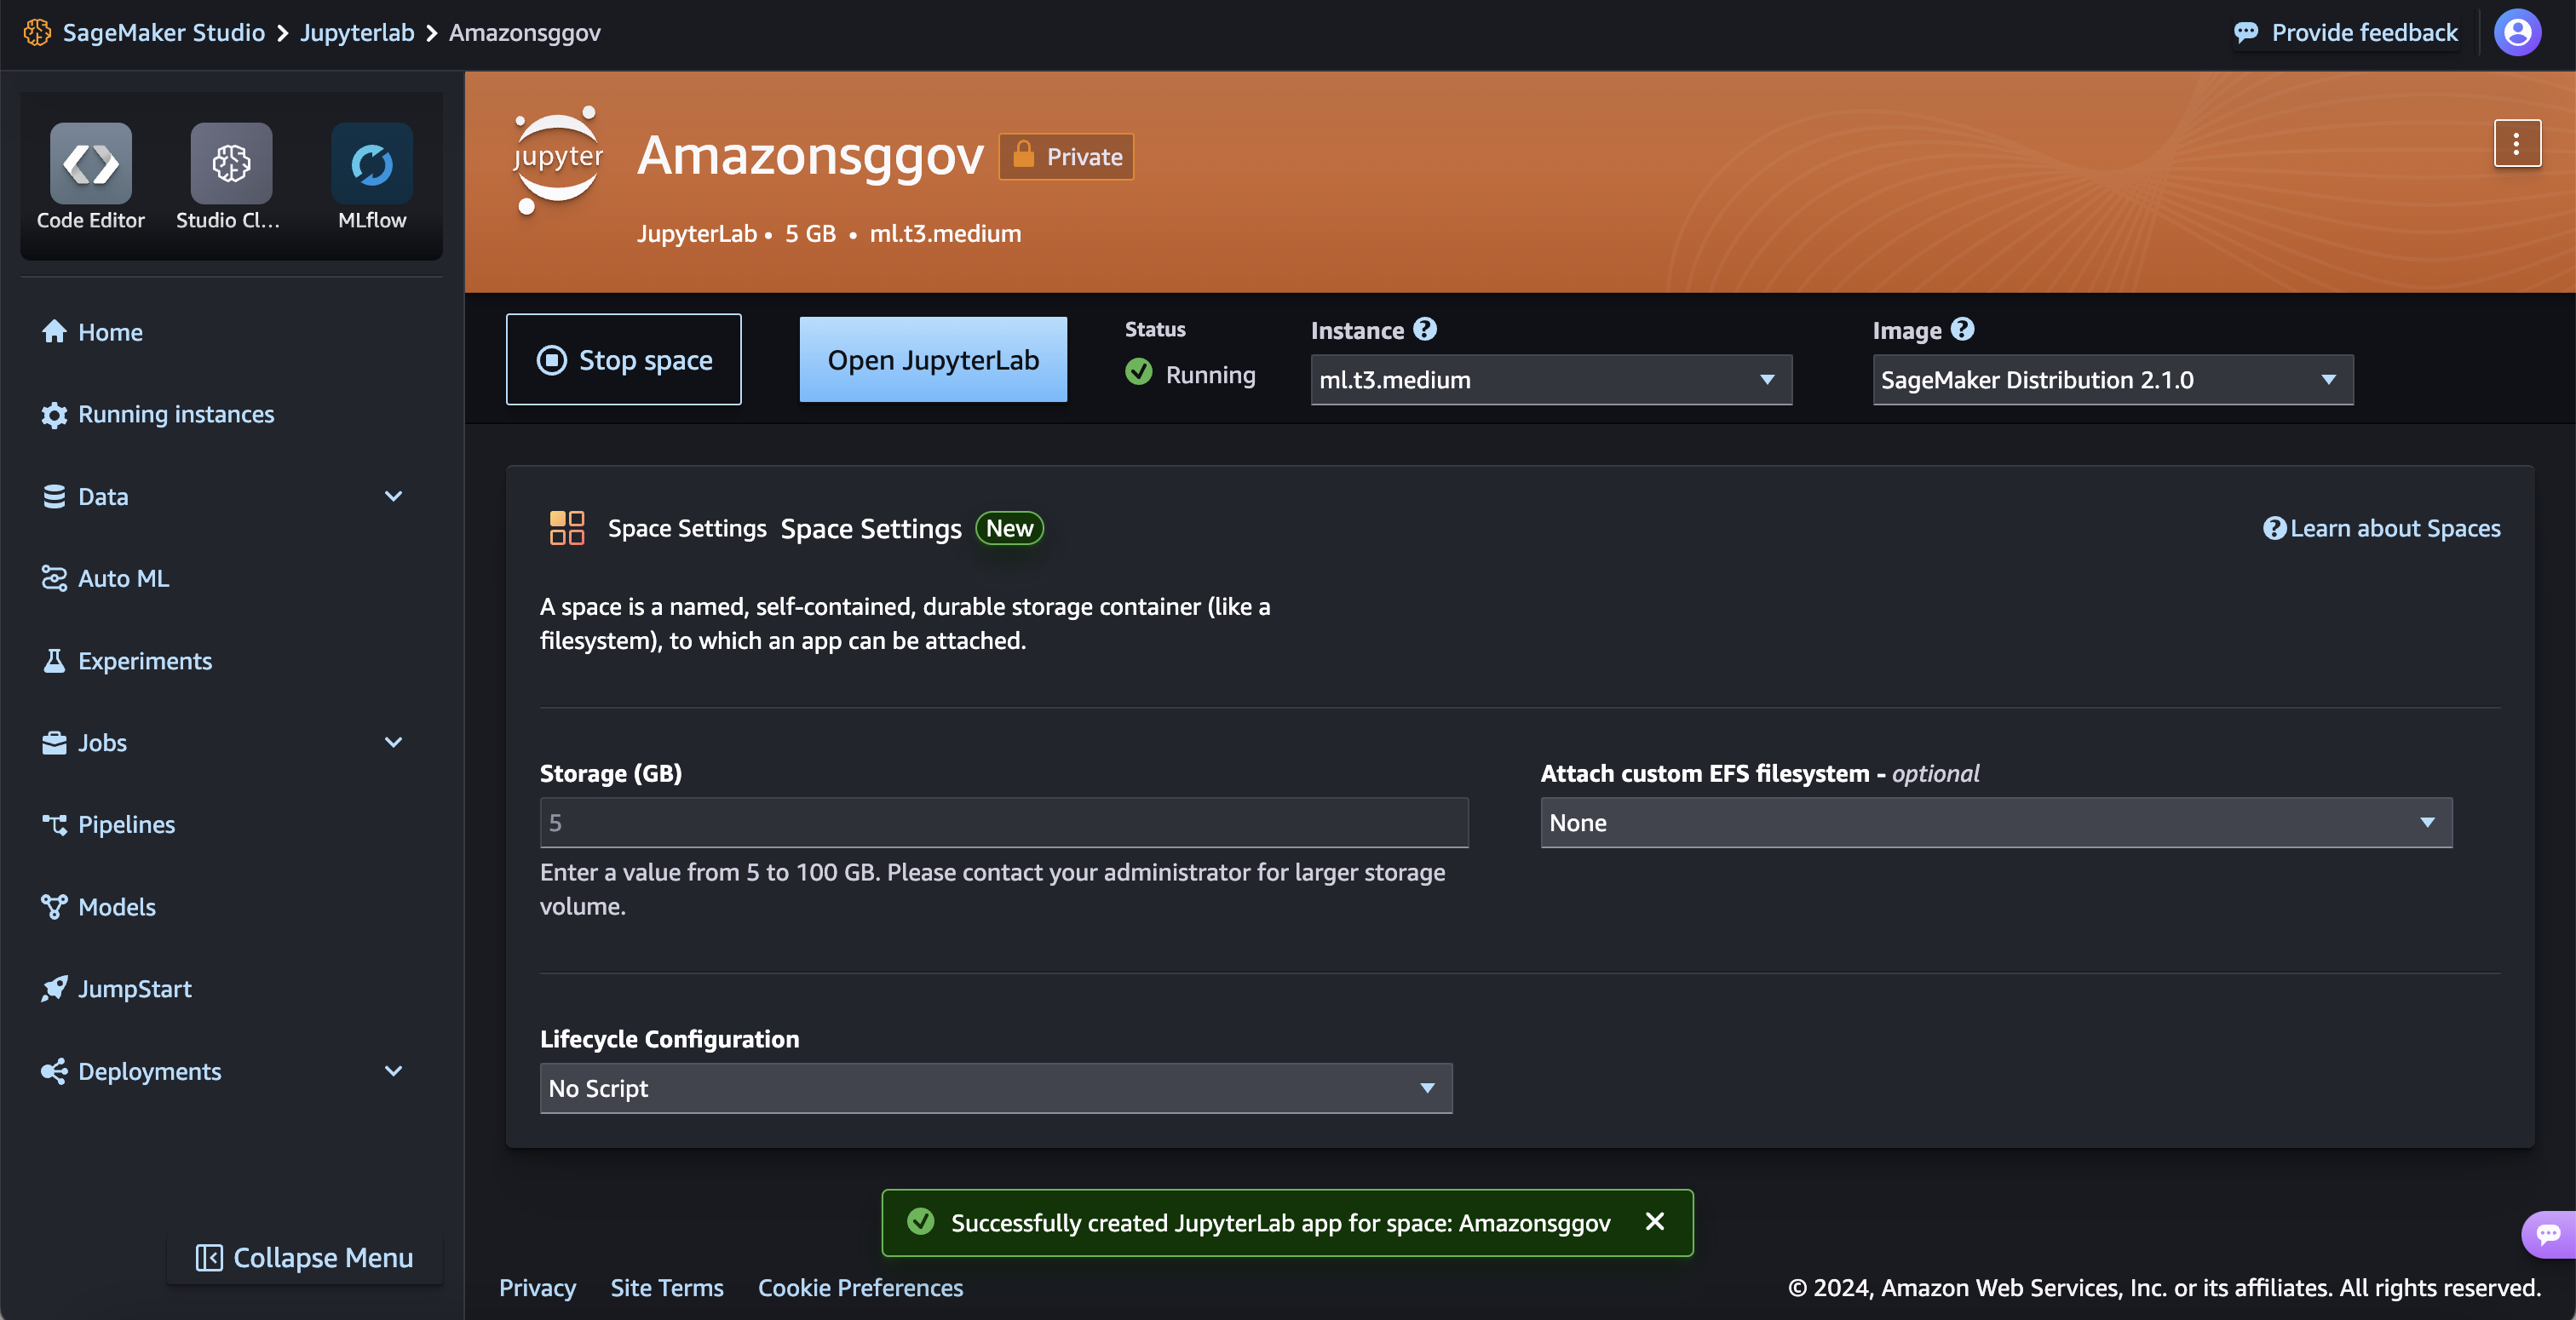 SageMaker Studio > Jupyterlab > Amazonsggov
Provide feedback
Code Editor
Studio Cl...
MLflow
Home
Running instances
Data
Auto ML
Experiments
Jobs
Pipelines
Models
JumpStart
Deployments
Collapse Menu
jupyter
Amazonsggov
Private
JupyterLab • 5 GB • ml.t3.medium
Stop space
Open JupyterLab
Status
Running
Instance
ml.t3.medium
Image
SageMaker Distribution 2.1.0
Space Settings Space Settings New
Learn about Spaces
A space is a named, self-contained, durable storage container (like a
filesystem), to which an app can be attached.
Storage (GB)
5
Enter a value from 5 to 100 GB. Please contact your administrator for larger storage
volume.
Attach custom EFS filesystem - optional
None
Lifecycle Configuration
No Script
Successfully created JupyterLab app for space: Amazonsggov
Privacy
Site Terms
Cookie Preferences
© 2024, Amazon Web Services, Inc. or its affiliates. All rights reserved.